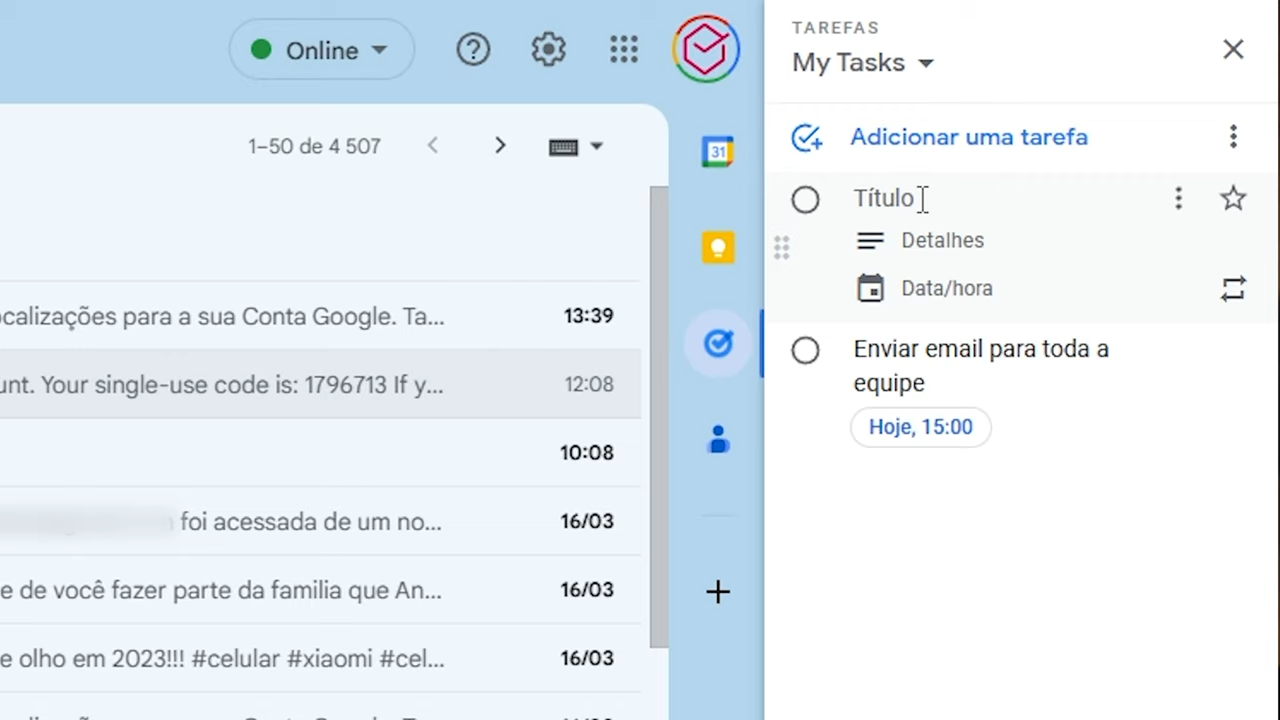 Online
1–50 de 4 507
ocalizações para a sua Conta Google. Ta... 13:39
unt. Your single-use code is: 1796713 If y... 12:08
10:08
foi acessada de um no... 16/03
e de você fazer parte da familia que An... 16/03
e olho em 2023!!! #celular #xiaomi #cel... 16/03
31
TAREFAS
My Tasks
Adicionar uma tarefa
Título
Detalhes
Data/hora
Enviar email para toda a
equipe
Hoje, 15:00